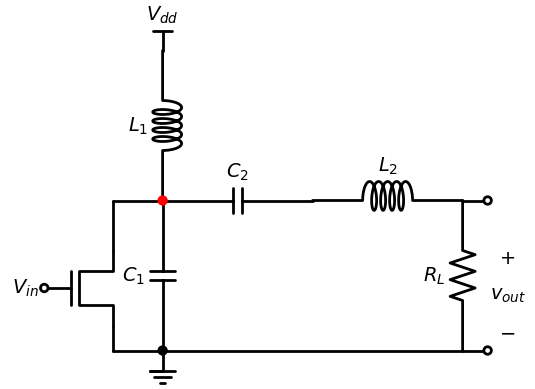 V_dd
L_1
C_2
L_2
V_in
C_1
R_L
+
v_out
−